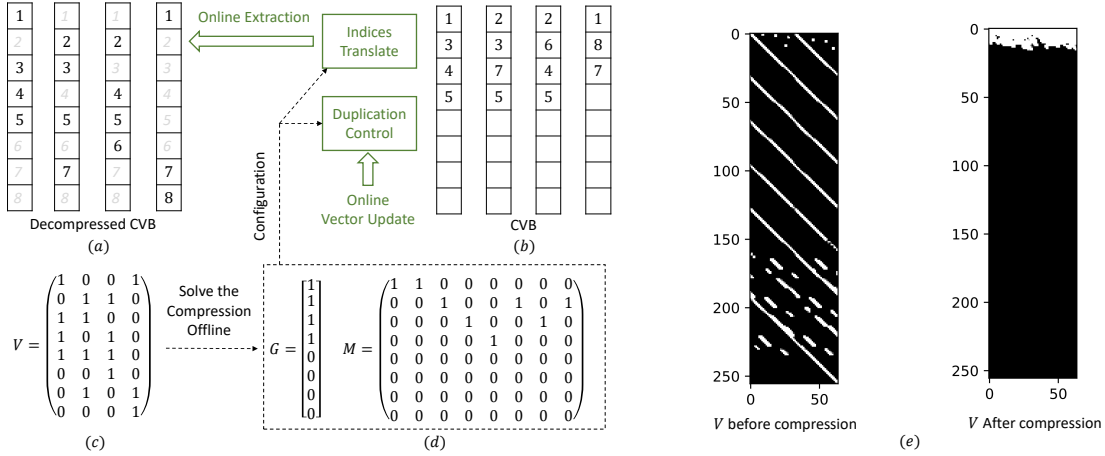 1 1 1 1
2 2 2 2
3 3 3 3
4 4 4 4
5 5 5 5
6 6 6 6
7 7 7 7
8 8 8 8
Decompressed CVB
(a)
Online Extraction
Indices
Translate
Duplication
Control
Online
Vector Update
Configuration
1 2 2 1
3 3 6 8
4 7 4 7
5 5 5
CVB
(b)
V =
1 0 0 1
0 1 1 0
1 1 0 0
1 0 1 0
1 1 1 0
0 0 1 0
0 1 0 1
0 0 0 1
(c)
Solve the
Compression
Offline
G =
1
1
1
1
0
0
0
0
M =
1 1 0 0 0 0 0 0
0 0 1 0 0 1 0 1
0 0 0 1 0 0 1 0
0 0 0 0 1 0 0 0
0 0 0 0 0 0 0 0
0 0 0 0 0 0 0 0
0 0 0 0 0 0 0 0
0 0 0 0 0 0 0 0
(d)
0
50
100
150
200
250
0 50
V before compression
0
50
100
150
200
250
0 50
V After compression
(e)